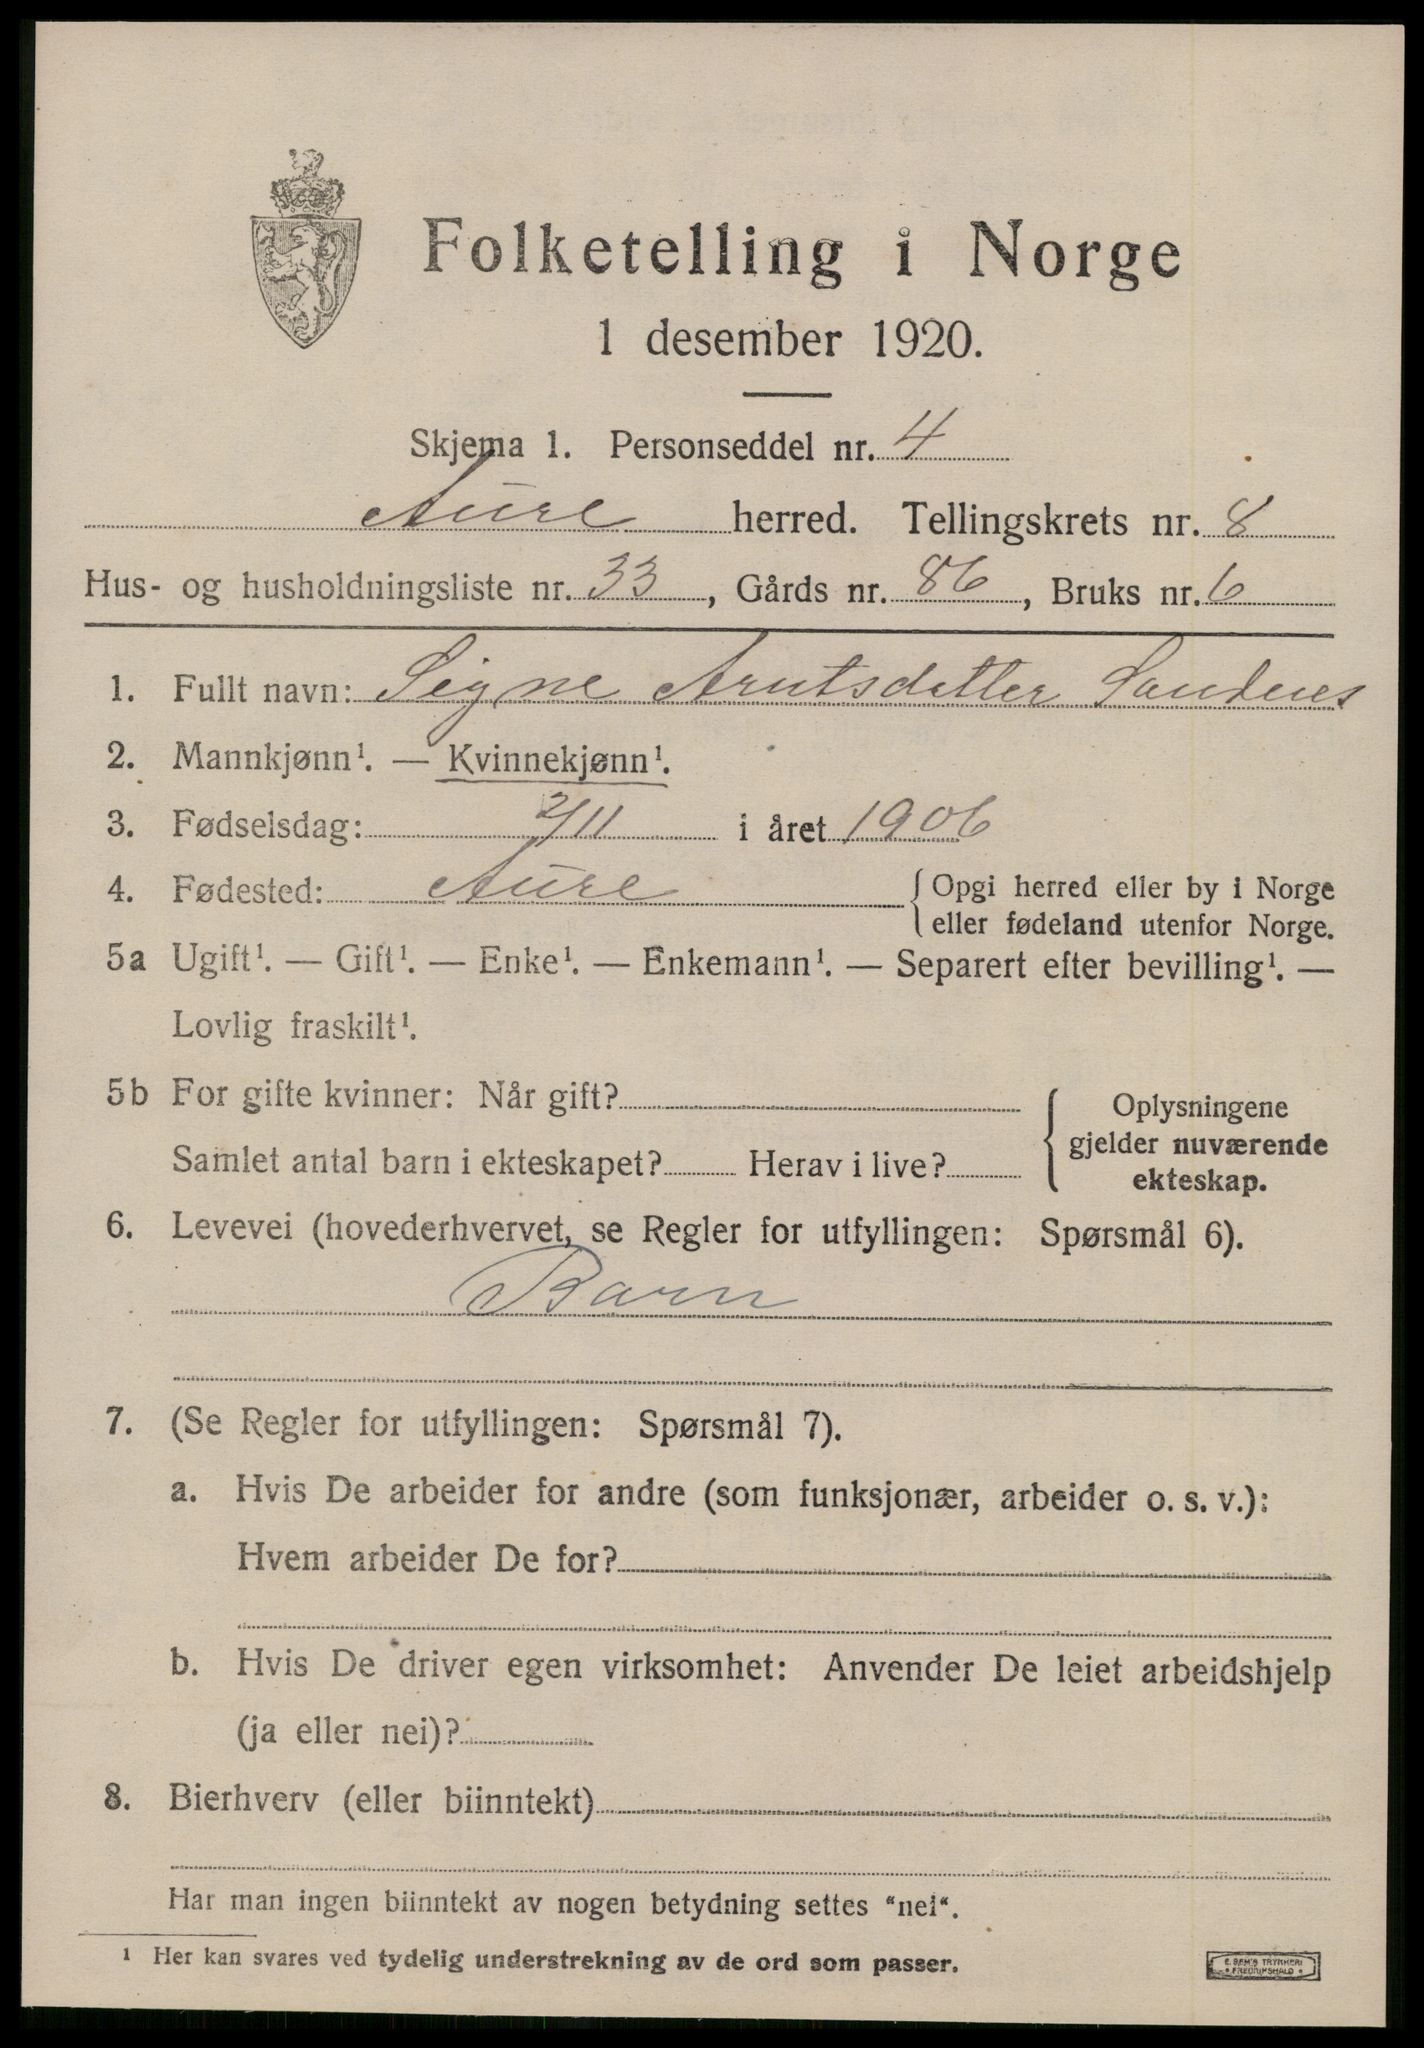 Folketelling i Norge
1 desember 1920.
Skjema 1. Personseddel nr. 4
Aure herred. Tellingskrets nr. 8
Hus- og husholdningsliste nr. 33, Gårds nr. 86, Bruks nr. 6
1. Fullt navn: Signe Arntsdatter Sandnes
2. Mannkjønn¹. — Kvinnekjønn¹.
3. Fødselsdag: 2/11 i året 1906
4. Fødested: Aure { Opgi herred eller by i Norge
eller fødeland utenfor Norge.
5a Ugift¹. — Gift¹. — Enke¹. — Enkemann¹. — Separert efter bevilling¹. —
Lovlig fraskilt¹.
5b For gifte kvinner: Når gift?
Samlet antal barn i ekteskapet? Herav i live?
{ Oplysningene
gjelder nuværende
ekteskap.
6. Levevei (hovederhvervet, se Regler for utfyllingen: Spørsmål 6).
Barn
7. (Se Regler for utfyllingen: Spørsmål 7).
a. Hvis De arbeider for andre (som funksjonær, arbeider o. s. v.):
Hvem arbeider De for?
b. Hvis De driver egen virksomhet: Anvender De leiet arbeidshjelp
(ja eller nei)?
8. Bierhverv (eller biinntekt)
Har man ingen biinntekt av nogen betydning settes "nei".
¹ Her kan svares ved tydelig understrekning av de ord som passer.
E. SEM'S TRYKKERI
• FREDRIKSHALD •